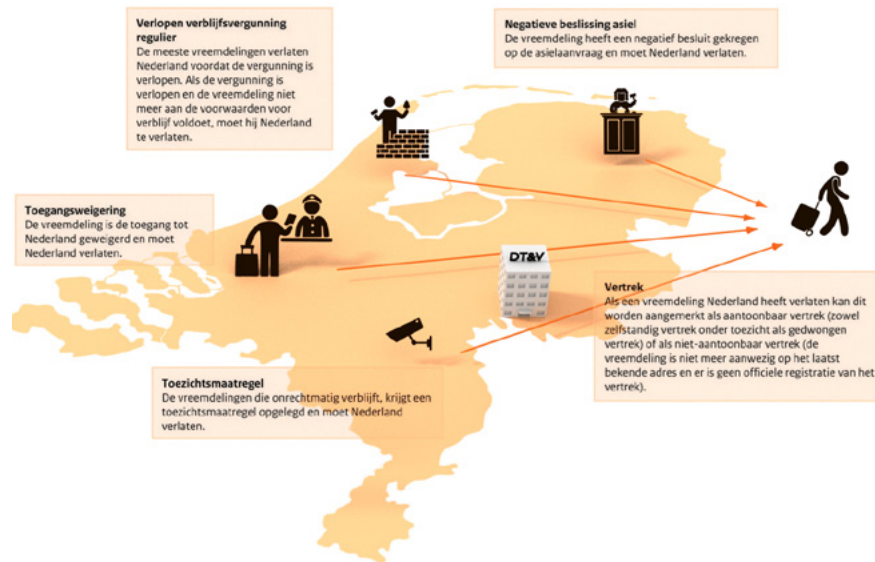 Verlopen verblijfsvergunning
regulier
De meeste vreemdelingen verlaten
Nederland voordat de vergunning is
verlopen. Als de vergunning is
verlopen en de vreemdeling niet
meer aan de voorwaarden voor
verblijf voldoet, moet hij Nederland
te verlaten.
Negatieve beslissing asiel
De vreemdeling heeft een negatief besluit gekregen
op de asielaanvraag en moet Nederland verlaten.
Toegangsweigering
De vreemdeling is de toegang tot
Nederland geweigerd en moet
Nederland verlaten.
DT&V
Vertrek
Als een vreemdeling Nederland heeft verlaten kan dit
worden aangemerkt als aantoonbaar vertrek (zowel
zelfstandig vertrek onder toezicht als gedwongen
vertrek) of als niet-aantoonbaar vertrek (de
vreemdeling is niet meer aanwezig op het laatst
bekende adres en er is geen officiele registratie van het
vertrek).
Toezichtsmaatregel
De vreemdelingen die onrechtmatig verblijft, krijgt een
toezichtsmaatregel opgelegd en moet Nederland
verlaten.